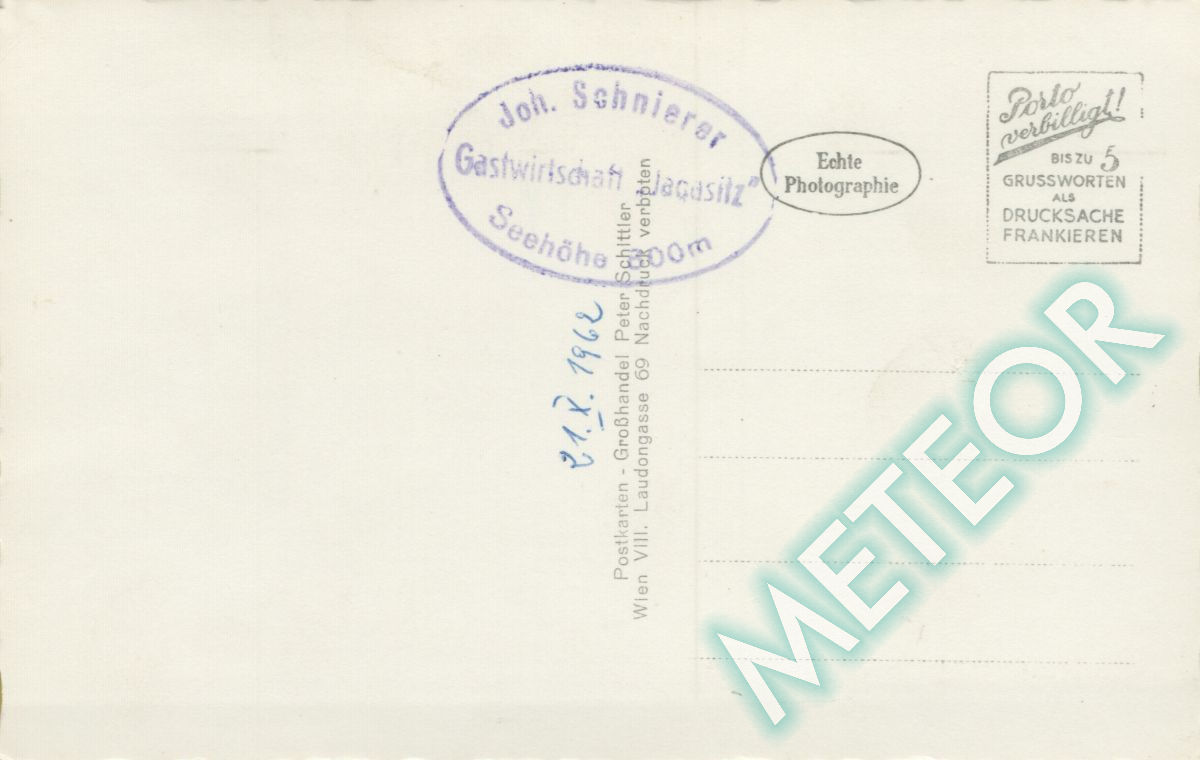 Joh. Schnierer
Gastwirtschaft „Jagasitz”
Seehöhe 800m
Echte
Photographie
Porto
verbilligt!
BIS ZU 5
GRUSSWORTEN
ALS
DRUCKSACHE
FRANKIEREN
21. X. 1962
Postkarten - Großhandel Peter Schittler
Wien VIII. Laudongasse 69 Nachdruck verboten
METEOR